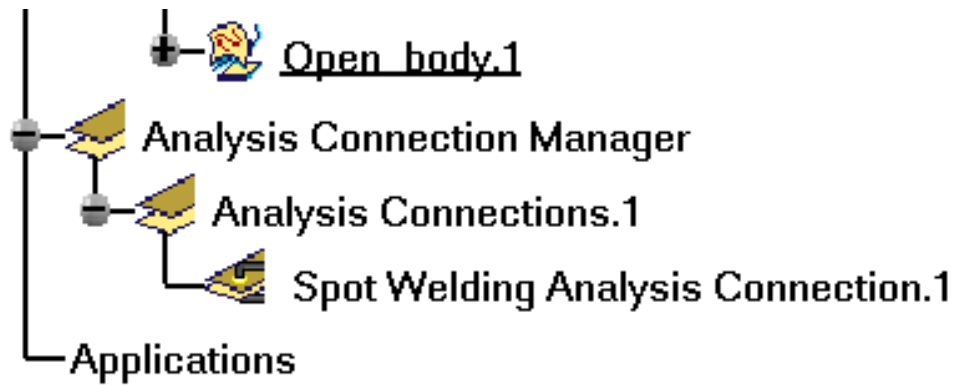 Open_body.1
Analysis Connection Manager
Analysis Connections.1
Spot Welding Analysis Connection.1
Applications